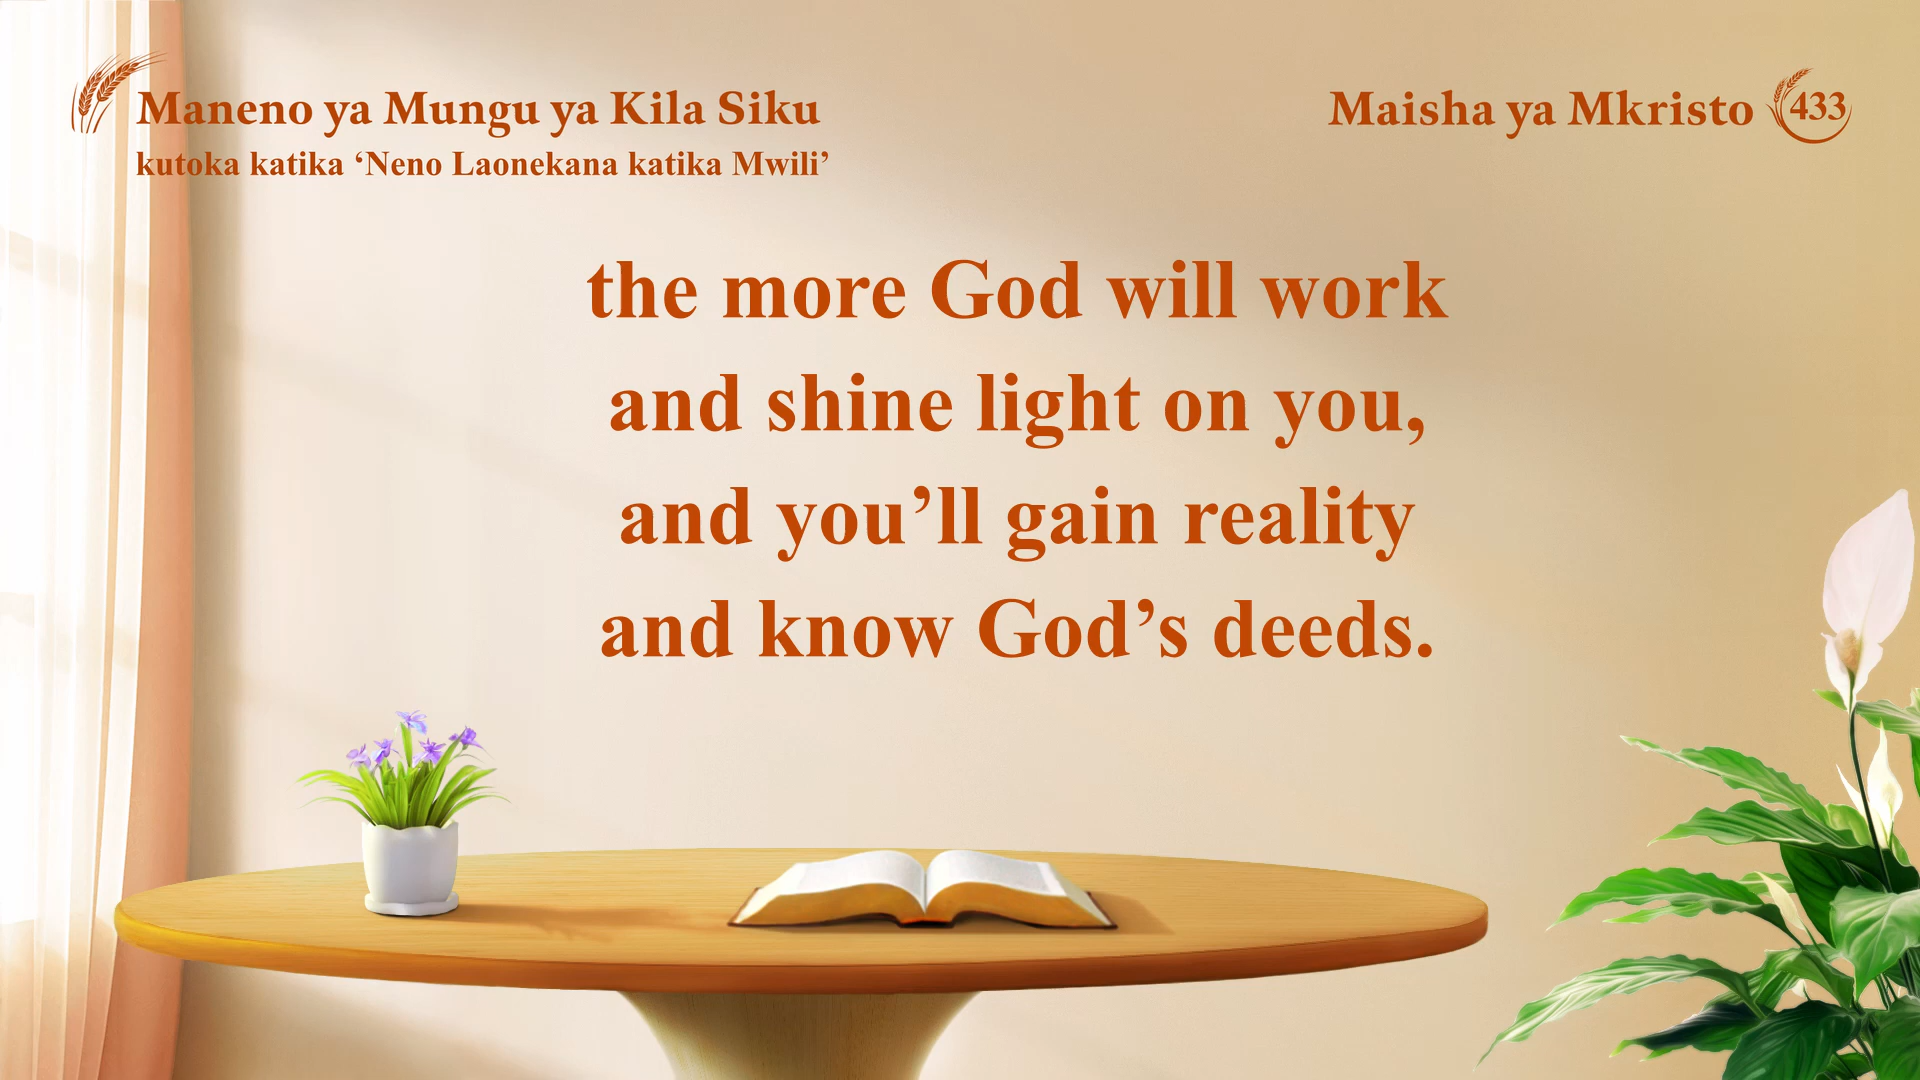 Maneno ya Mungu ya Kila Siku
kutoka katika ‘Neno Laonekana katika Mwili’
Maisha ya Mkristo 433
the more God will work
and shine light on you,
and you’ll gain reality
and know God’s deeds.